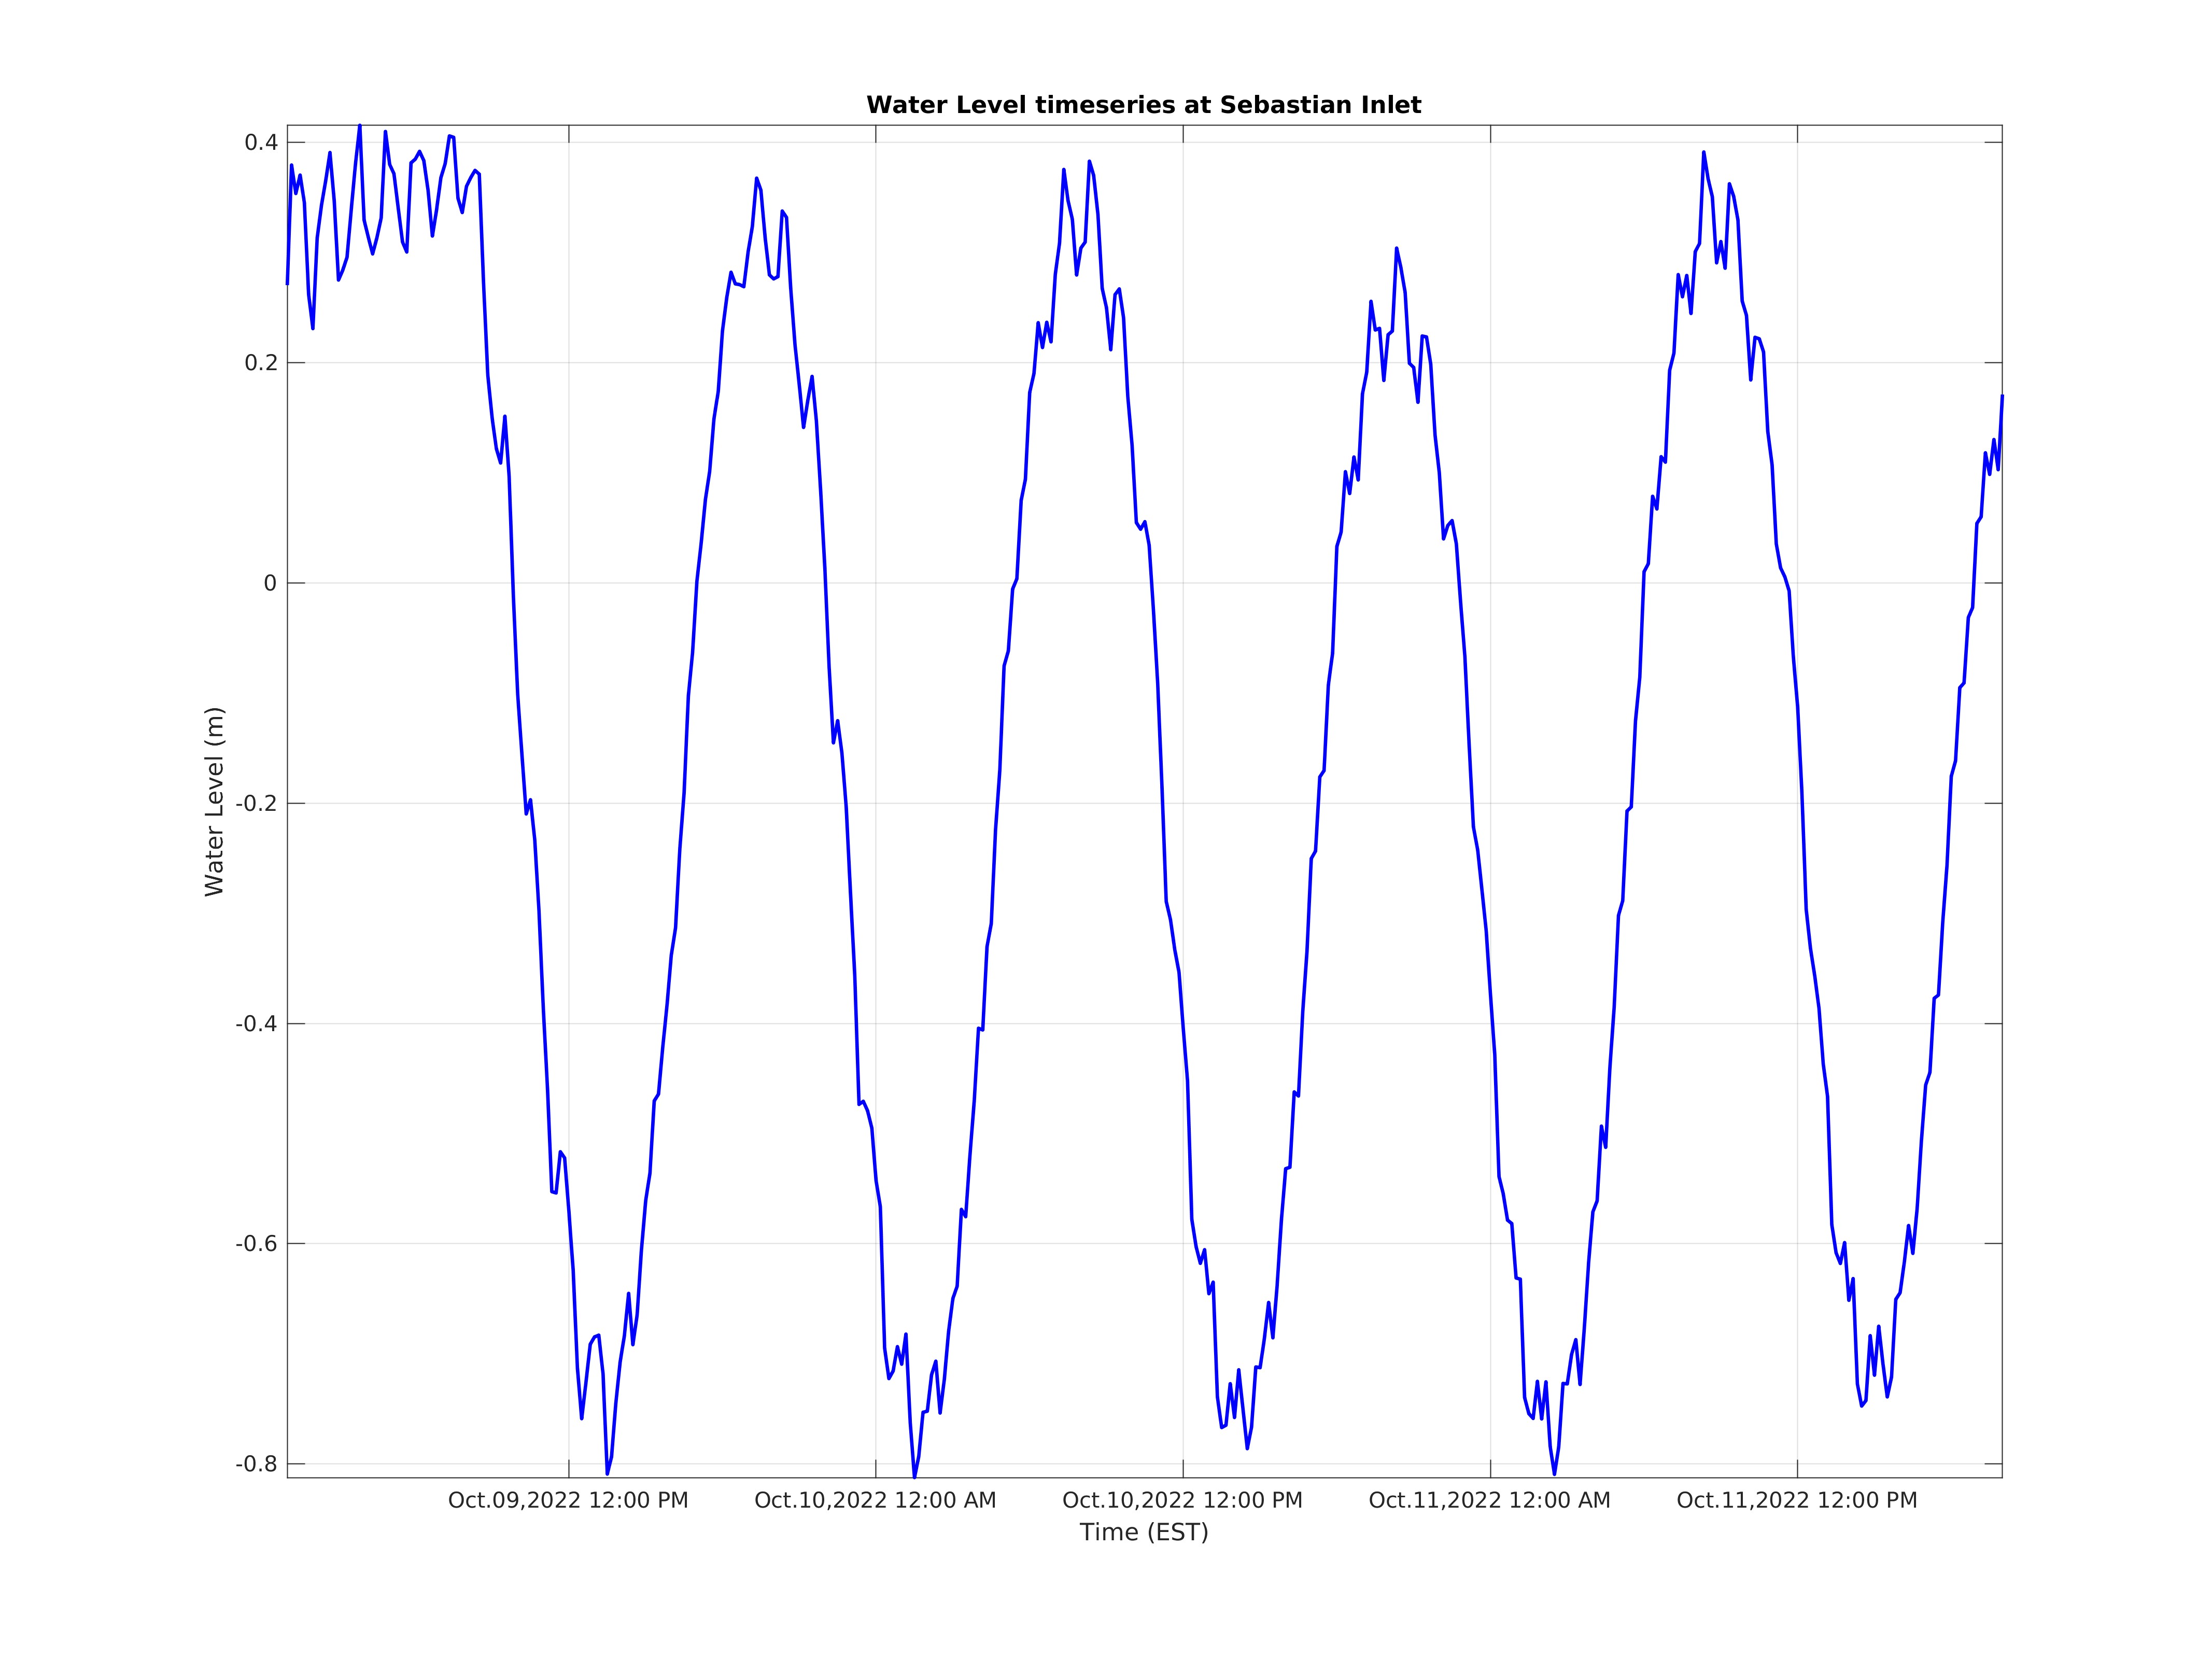 Water Level timeseries at Sebastian Inlet
0.4
0.2
0
-0.2
-0.4
-0.6
-0.8
Water Level (m)
Oct.09,2022 12:00 PM
Oct.10,2022 12:00 AM
Oct.10,2022 12:00 PM
Oct.11,2022 12:00 AM
Oct.11,2022 12:00 PM
Time (EST)